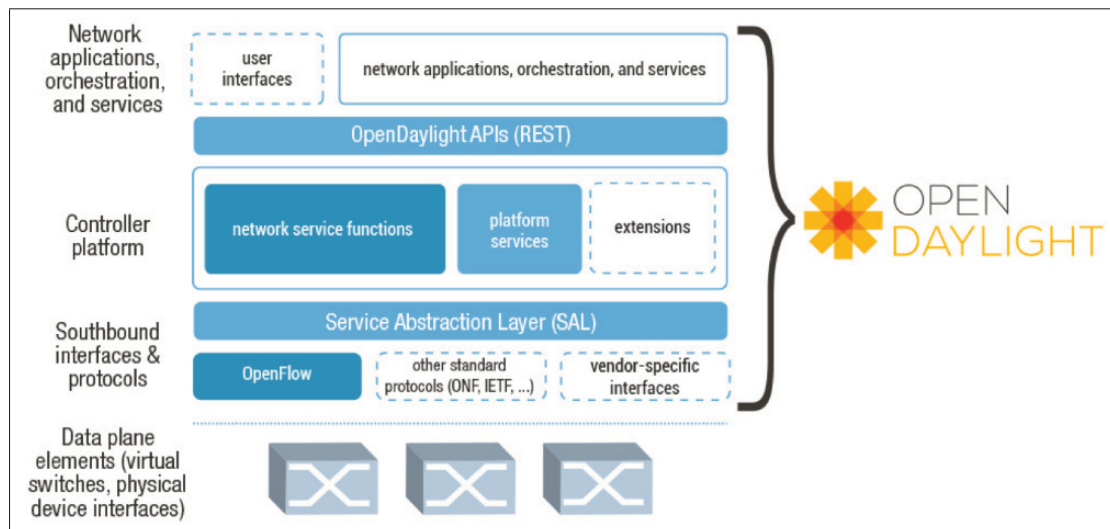 Network
applications,
orchestration,
and services
user
interfaces
network applications, orchestration, and services
OpenDaylight APIs (REST)
Controller
platform
network service functions
platform
services
extensions
Service Abstraction Layer (SAL)
Southbound
interfaces &
protocols
OpenFlow
other standard
protocols (ONF, IETF, ...)
vendor-specific
interfaces
Data plane
elements (virtual
switches, physical
device interfaces)
OPEN
DAYLIGHT